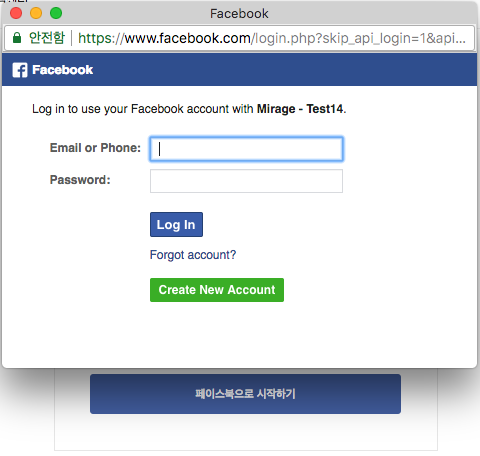 Facebook
안전함 https://www.facebook.com/login.php?skip_api_login=1&api...
Facebook
Log in to use your Facebook account with Mirage - Test14.
Email or Phone:
Password:
Log In
Forgot account?
Create New Account
페이스북으로 시작하기